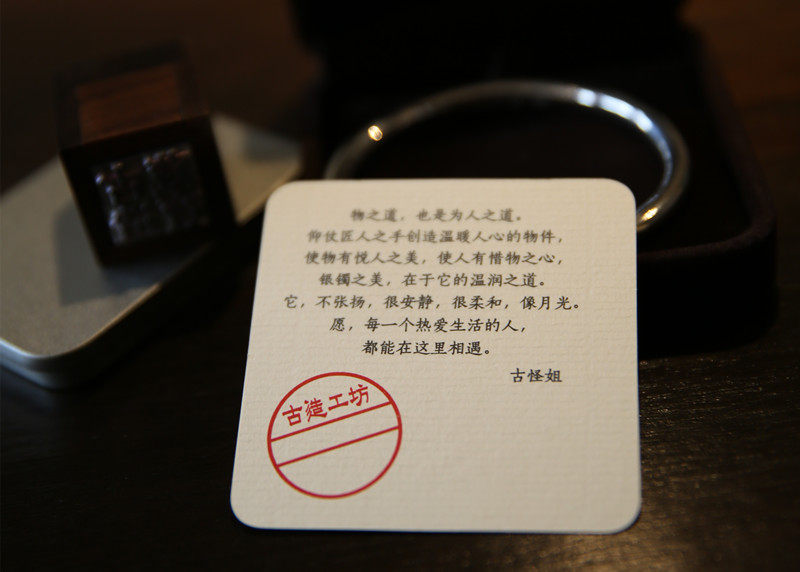 物之道，也是为人之道。
仰仗匠人之手创造温暖人心的物件，
使物有悦人之美，使人有惜物之心，
银镯之美，在于它的温润之道。
它，不张扬，很安静，很柔和，像月光。
愿，每一个热爱生活的人，
都能在这里相遇。
古怪姐
古造工坊